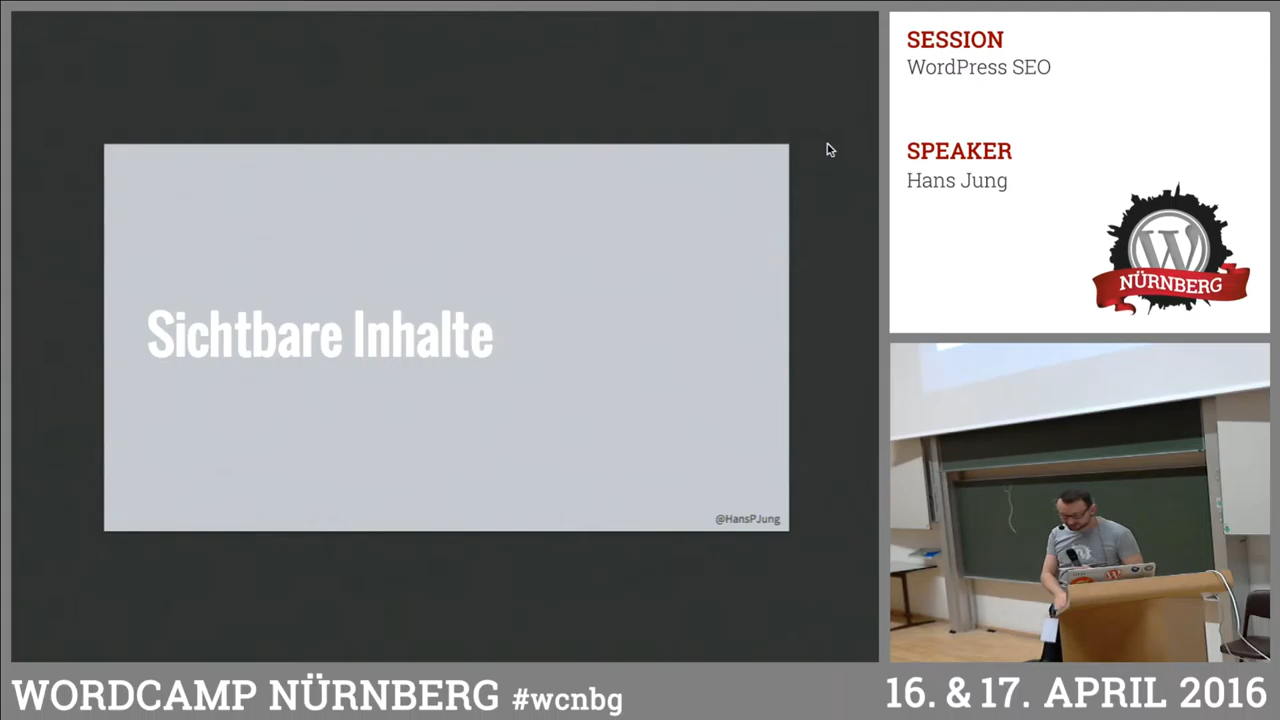 Sichtbare Inhalte
@HansPJung
SESSION
WordPress SEO
SPEAKER
Hans Jung
W
NÜRNBERG
WORDCAMP NÜRNBERG #wcnbg
16. & 17. APRIL 2016